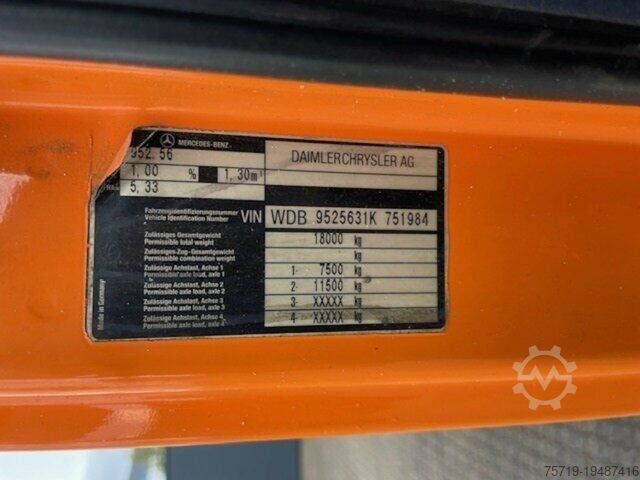 MERCEDES-BENZ
952.56
DAIMLERCHRYSLER AG
1,00 % 1,30m
5,33
Fahrzeugidentifizierungsnummer
Vehicle Identification Number
VIN WDB 9525631K 751984
Zulässiges Gesamtgewicht
Permissible total weight
18000 kg
Zulässiges-Zug-Gesamtgewicht
Permissible combination weight
kg
Zulässige Achslast, Achse 1
Permissible axle load, axle 1
1- 7500 kg
Zulässige Achslast, Achse 2
Permissible axle load, axle 2
2- 11500 kg
Zulässige Achslast, Achse 3
Permissible axle load, axle 3
3- XXXXX kg
Zulässige Achslast, Achse 4
Permissible axle load, axle 4
4- XXXXX kg
Made in Germany
75719-19487416